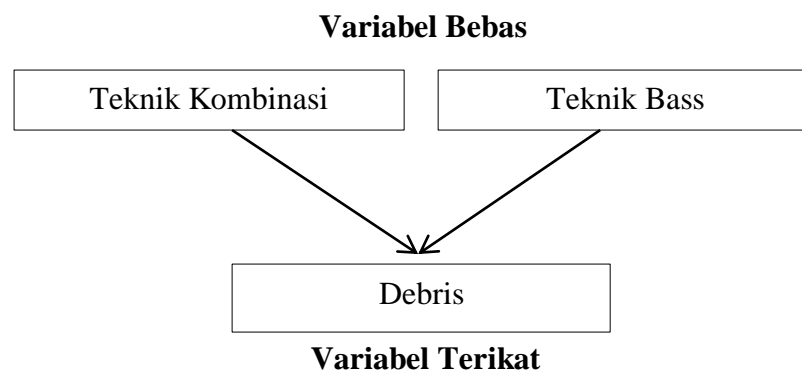 Variabel Bebas
Teknik Kombinasi
Teknik Bass
Debris
Variabel Terikat